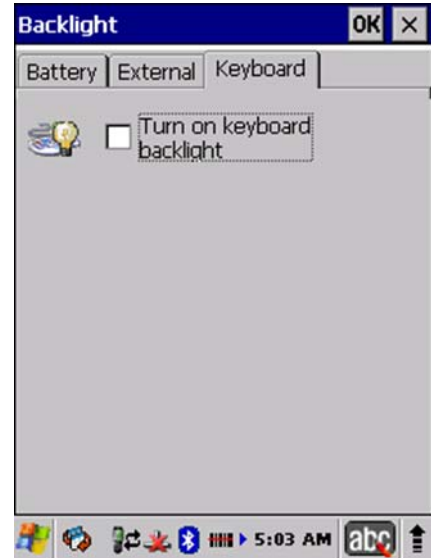 Backlight OK ×
Battery External Keyboard
Turn on keyboard
backlight
5:03 AM abc